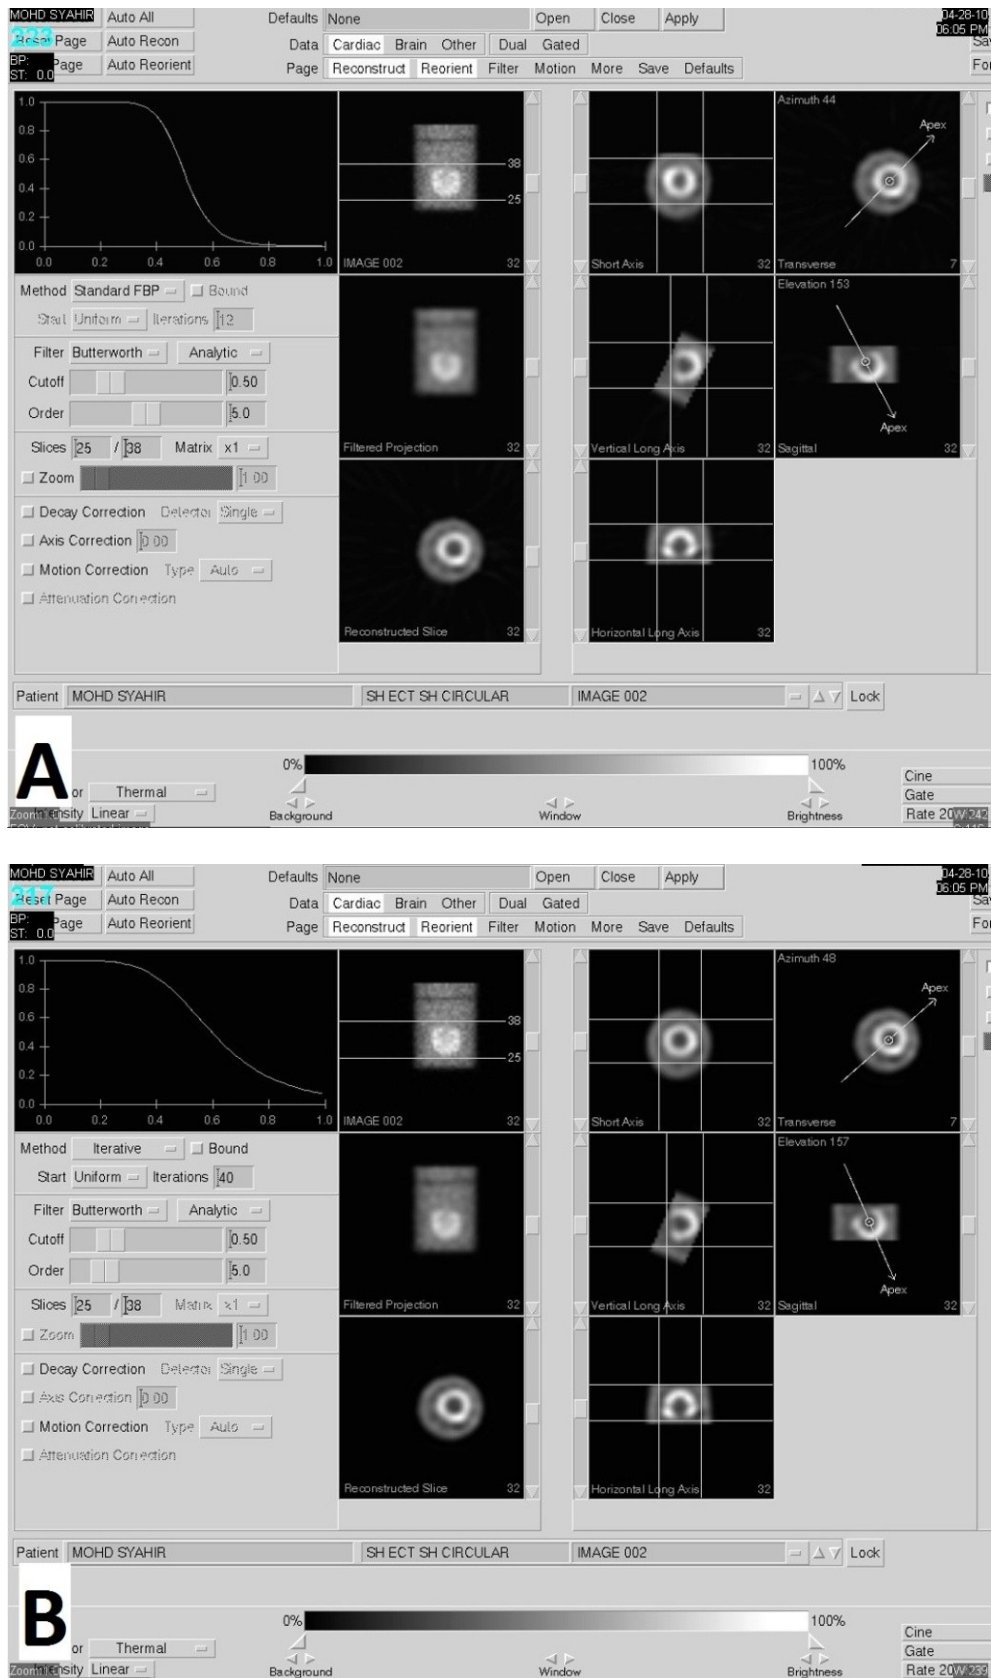 MOHD SYAHIR Auto All Defaults None Open Close Apply 04-28-10
223 06:05 PM
Reset Page Auto Recon Data Cardiac Brain Other Dual Gated
BP: Page Auto Reorient Page Reconstruct Reorient Filter Motion More Save Defaults
ST: 0.0
1.0
0.8
0.6
0.4
0.2
0.0
0.0 0.2 0.4 0.6 0.8 1.0
38
25
IMAGE 002 32
Short Axis 32
Azimuth 44
Apex
Transverse 7
Method Standard FBP Bound
Start Uniform Iterations 12
Filter Butterworth Analytic
Cutoff 0.50
Order 5.0
Slices 25 / 38 Matrix x1
Zoom 1.00
Decay Correction Detector Single
Axis Correction 0.00
Motion Correction Type Auto
Attenuation Correction
Filtered Projection 32
Vertical Long Axis 32
Elevation 153
Apex
Sagittal 32
Reconstructed Slice 32
Horizontal Long Axis 32
Patient MOHD SYAHIR SH ECT SH CIRCULAR IMAGE 002 Lock
A
0% 100%
or Thermal
Intensity Linear
Background Window Brightness
Cine
Gate
Rate 20 W:242
MOHD SYAHIR Auto All Defaults None Open Close Apply 04-28-10
217 06:05 PM
Reset Page Auto Recon Data Cardiac Brain Other Dual Gated
BP: Page Auto Reorient Page Reconstruct Reorient Filter Motion More Save Defaults
ST: 0.0
1.0
0.8
0.6
0.4
0.2
0.0
0.0 0.2 0.4 0.6 0.8 1.0
38
25
IMAGE 002 32
Short Axis 32
Azimuth 48
Apex
Transverse 7
Method Iterative Bound
Start Uniform Iterations 40
Filter Butterworth Analytic
Cutoff 0.50
Order 5.0
Slices 25 / 38 Matrix x1
Zoom 1.00
Decay Correction Detector Single
Axis Correction 0.00
Motion Correction Type Auto
Attenuation Correction
Filtered Projection 32
Vertical Long Axis 32
Elevation 157
Apex
Sagittal 32
Reconstructed Slice 32
Horizontal Long Axis 32
Patient MOHD SYAHIR SH ECT SH CIRCULAR IMAGE 002 Lock
B
0% 100%
or Thermal
Intensity Linear
Background Window Brightness
Cine
Gate
Rate 20